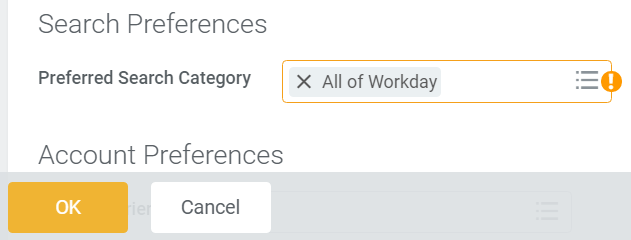 Search Preferences
Preferred Search Category
All of Workday
Account Preferences
OK
Cancel